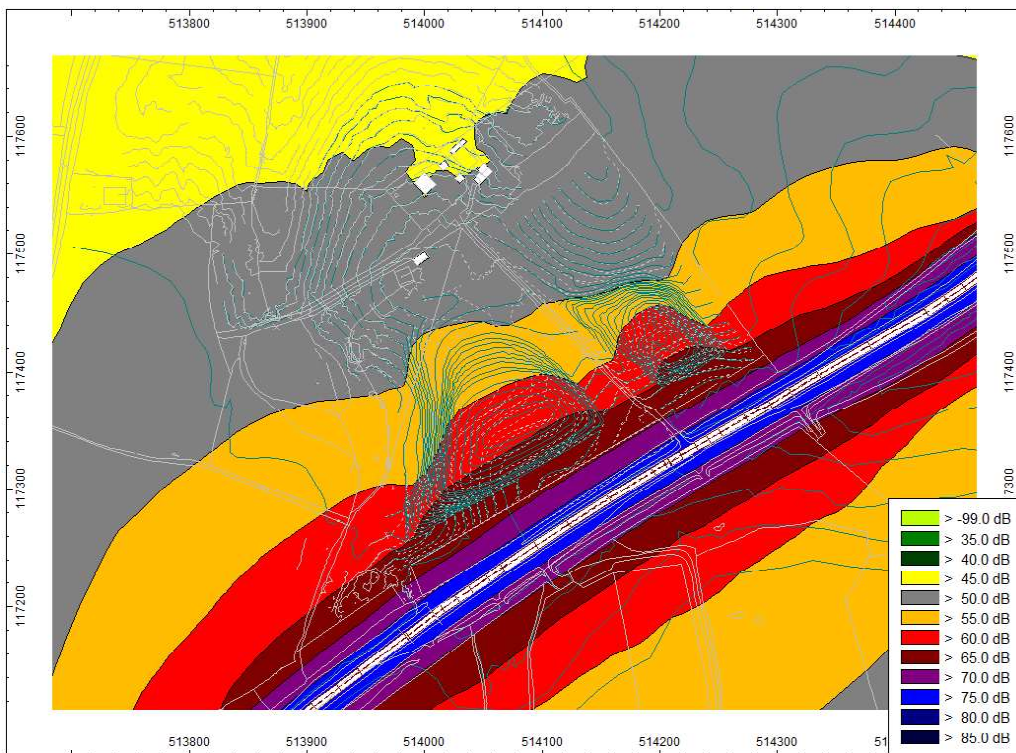 513800 513900 514000 514100 514200 514300 514400
117600 117600
117500 117500
117400 117400
117300 117300
117200
> -99.0 dB
> 35.0 dB
> 40.0 dB
> 45.0 dB
> 50.0 dB
> 55.0 dB
> 60.0 dB
> 65.0 dB
> 70.0 dB
> 75.0 dB
> 80.0 dB
> 85.0 dB
513800 513900 514000 514100 514200 514300